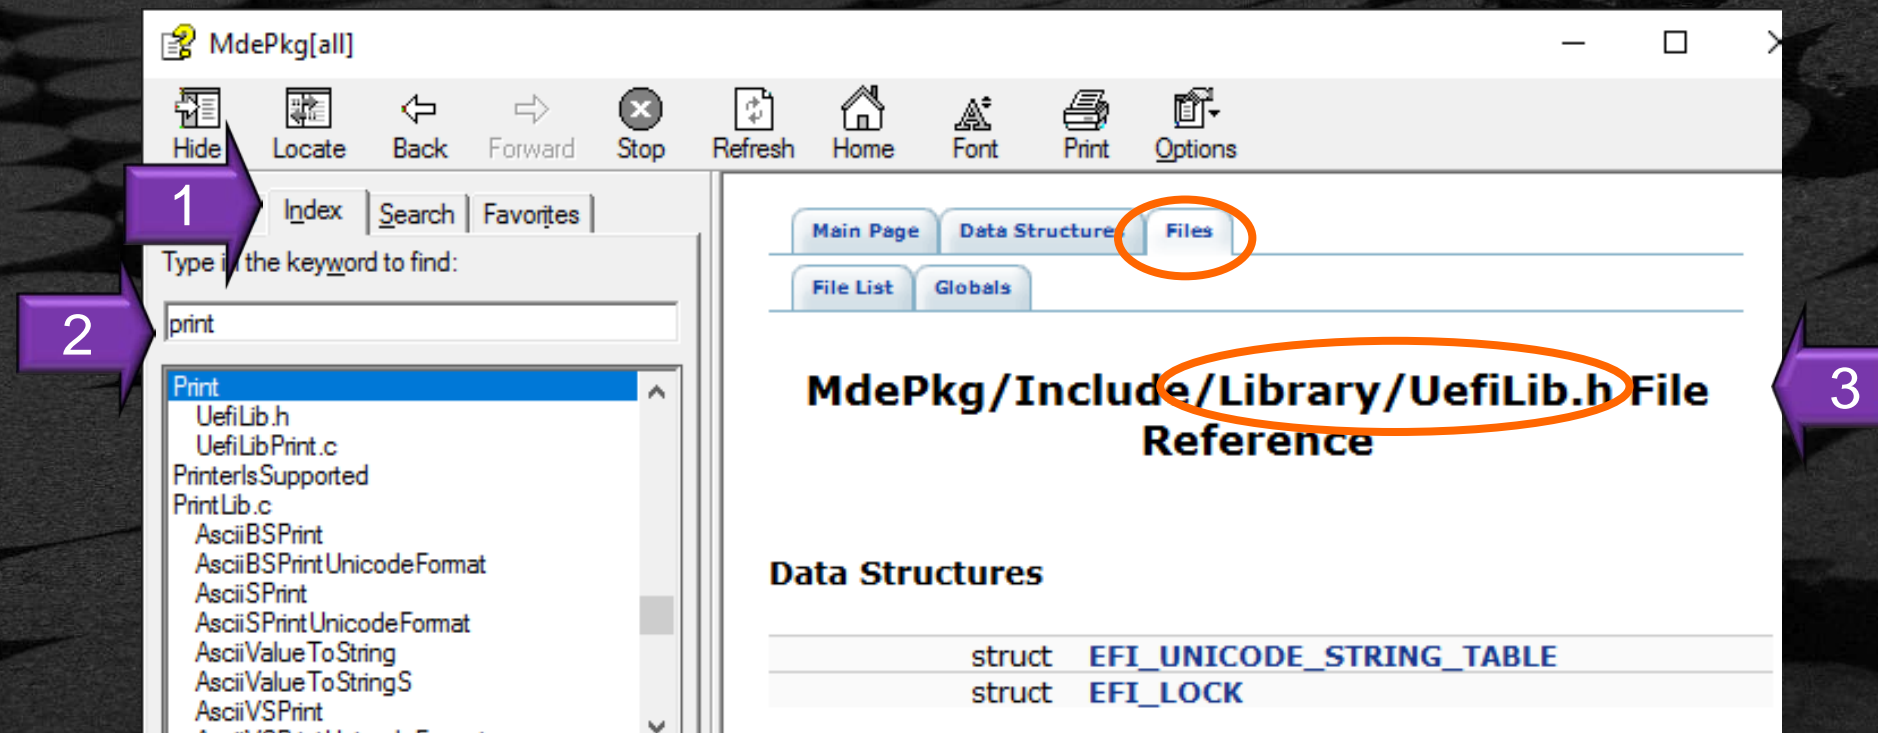 MdePkg[all]
Hide Locate Back Forward Stop Refresh Home Font Print Options
1
Index Search Favorites
Type in the keyword to find:
2
print
Print
UefiLib.h
UefiLibPrint.c
PrinterIsSupported
PrintLib.c
AsciiBSPrint
AsciiBSPrintUnicodeFormat
AsciiSPrint
AsciiSPrintUnicodeFormat
AsciiValueToString
AsciiValueToStringS
AsciiVSPrint
Main Page Data Structures Files
File List Globals
MdePkg/Include/Library/UefiLib.h File
Reference
3
Data Structures
struct EFI_UNICODE_STRING_TABLE
struct EFI_LOCK